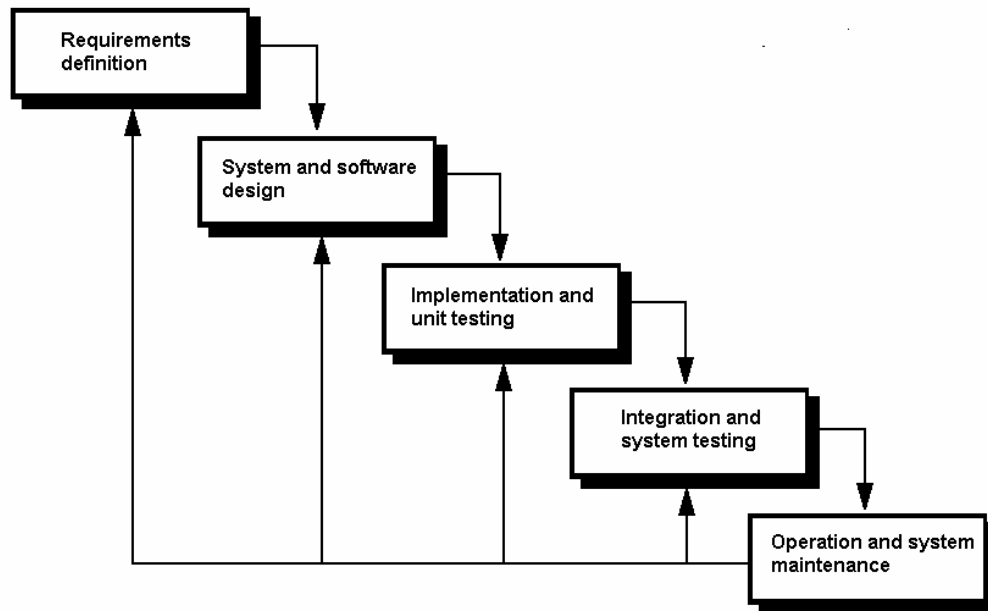 Requirements
definition
System and software
design
Implementation and
unit testing
Integration and
system testing
Operation and system
maintenance